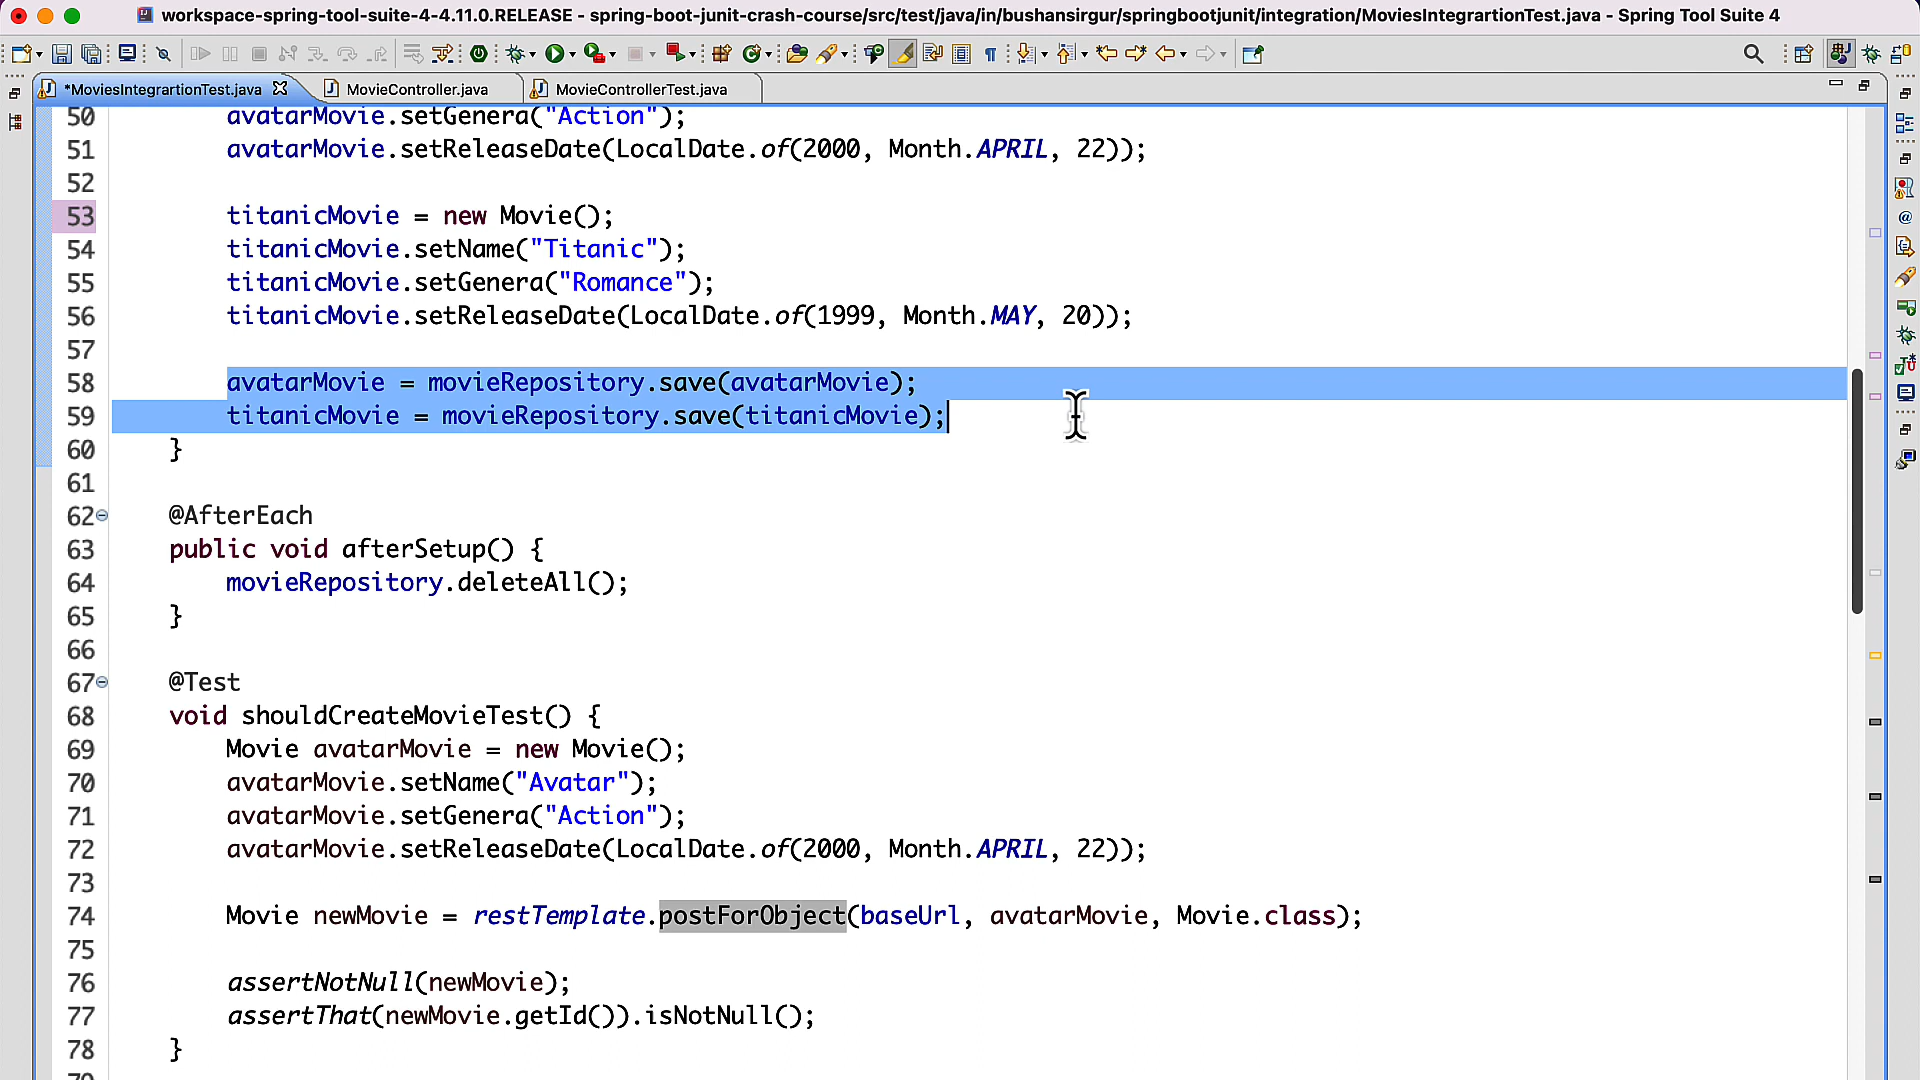 workspace-spring-tool-suite-4-4.11.0.RELEASE - spring-boot-junit-crash-course/src/test/java/in/bushansirgur/springbootjunit/integration/MoviesIntegrartionTest.java - Spring Tool Suite 4
*MoviesIntegrartionTest.java MovieController.java MovieControllerTest.java
50 avatarMovie.setGenera("Action");
51 avatarMovie.setReleaseDate(LocalDate.of(2000, Month.APRIL, 22));
52
53 titanicMovie = new Movie();
54 titanicMovie.setName("Titanic");
55 titanicMovie.setGenera("Romance");
56 titanicMovie.setReleaseDate(LocalDate.of(1999, Month.MAY, 20));
57
58 avatarMovie = movieRepository.save(avatarMovie);
59 titanicMovie = movieRepository.save(titanicMovie);
60 }
61
62 @AfterEach
63 public void afterSetup() {
64 movieRepository.deleteAll();
65 }
66
67 @Test
68 void shouldCreateMovieTest() {
69 Movie avatarMovie = new Movie();
70 avatarMovie.setName("Avatar");
71 avatarMovie.setGenera("Action");
72 avatarMovie.setReleaseDate(LocalDate.of(2000, Month.APRIL, 22));
73
74 Movie newMovie = restTemplate.postForObject(baseUrl, avatarMovie, Movie.class);
75
76 assertNotNull(newMovie);
77 assertThat(newMovie.getId()).isNotNull();
78 }